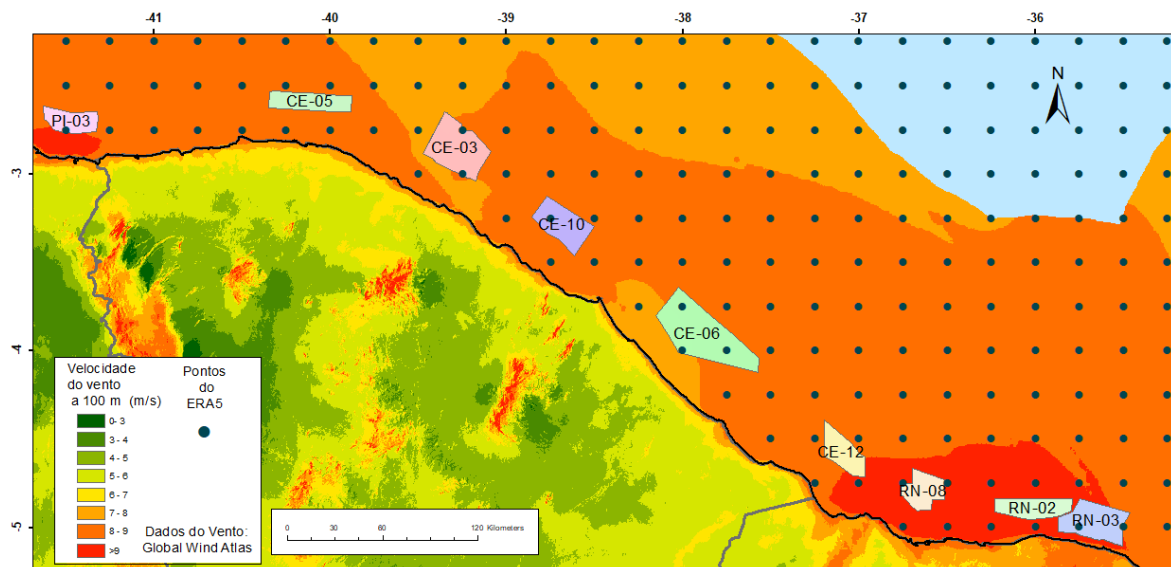 -41 -40 -39 -38 -37 -36
N
CE-05
PI-03
CE-03
-3
CE-10
CE-06
-4
CE-12
RN-08
RN-02
RN-03
-5
Velocidade
do vento
a 100 m (m/s)
0- 3
3 - 4
4 - 5
5 - 6
6 - 7
7 - 8
8 - 9
>9
Pontos
do
ERA5
Dados do Vento:
Global Wind Atlas
0 30 60 120 Kilometers